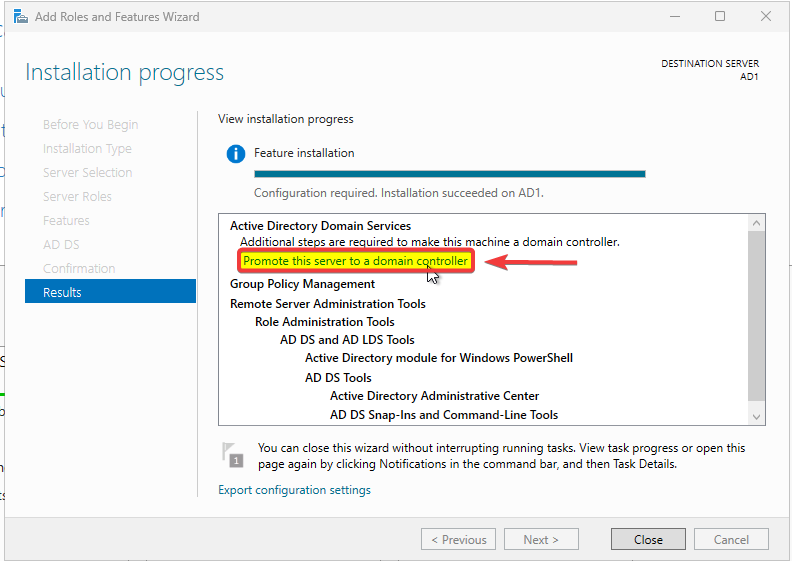 Add Roles and Features Wizard
Installation progress
DESTINATION SERVER
AD1
Before You Begin
Installation Type
Server Selection
Server Roles
Features
AD DS
Confirmation
Results
View installation progress
Feature installation
Configuration required. Installation succeeded on AD1.
Active Directory Domain Services
Additional steps are required to make this machine a domain controller.
Promote this server to a domain controller
Group Policy Management
Remote Server Administration Tools
Role Administration Tools
AD DS and AD LDS Tools
Active Directory module for Windows PowerShell
AD DS Tools
Active Directory Administrative Center
AD DS Snap-Ins and Command-Line Tools
1
You can close this wizard without interrupting running tasks. View task progress or open this
page again by clicking Notifications in the command bar, and then Task Details.
Export configuration settings
< Previous
Next >
Close
Cancel